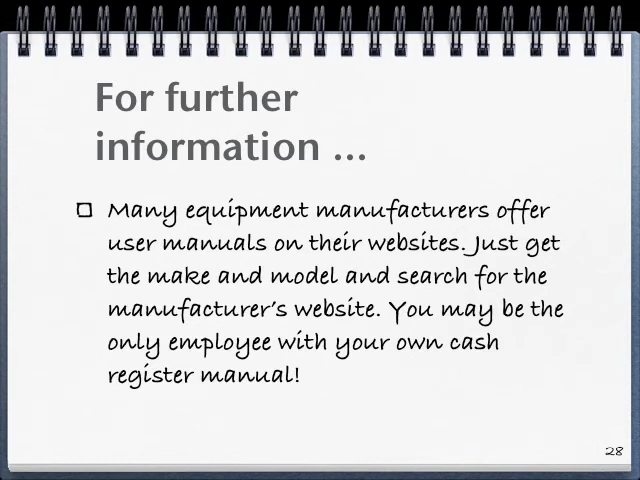 For further
information ...
Many equipment manufacturers offer
user manuals on their websites. Just get
the make and model and search for the
manufacturer's website. You may be the
only employee with your own cash
register manual!
28